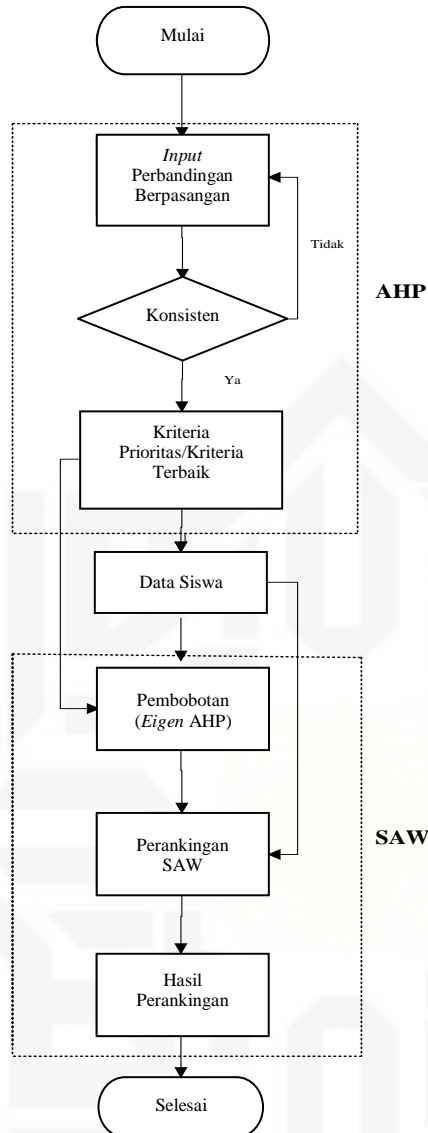 Mulai
Input
Perbandingan
Berpasangan
Tidak
AHP
Konsisten
Ya
Kriteria
Prioritas/Kriteria
Terbaik
Data Siswa
Pembobotan
(Eigen AHP)
Perankingan
SAW
SAW
Hasil
Perankingan
Selesai